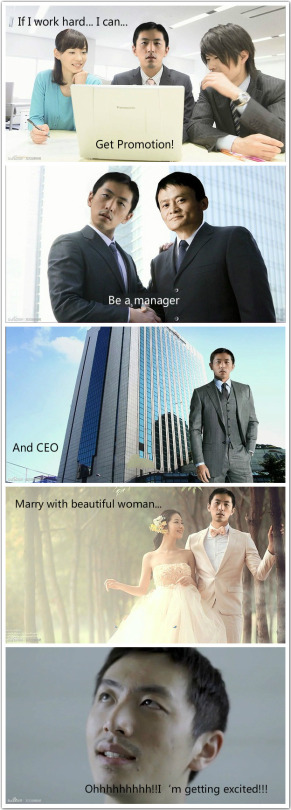 If I work hard... I can...
Get Promotion!
Be a manager
And CEO
Marry with beautiful woman...
Ohhhhhhhhh!!I‘m getting excited!!!